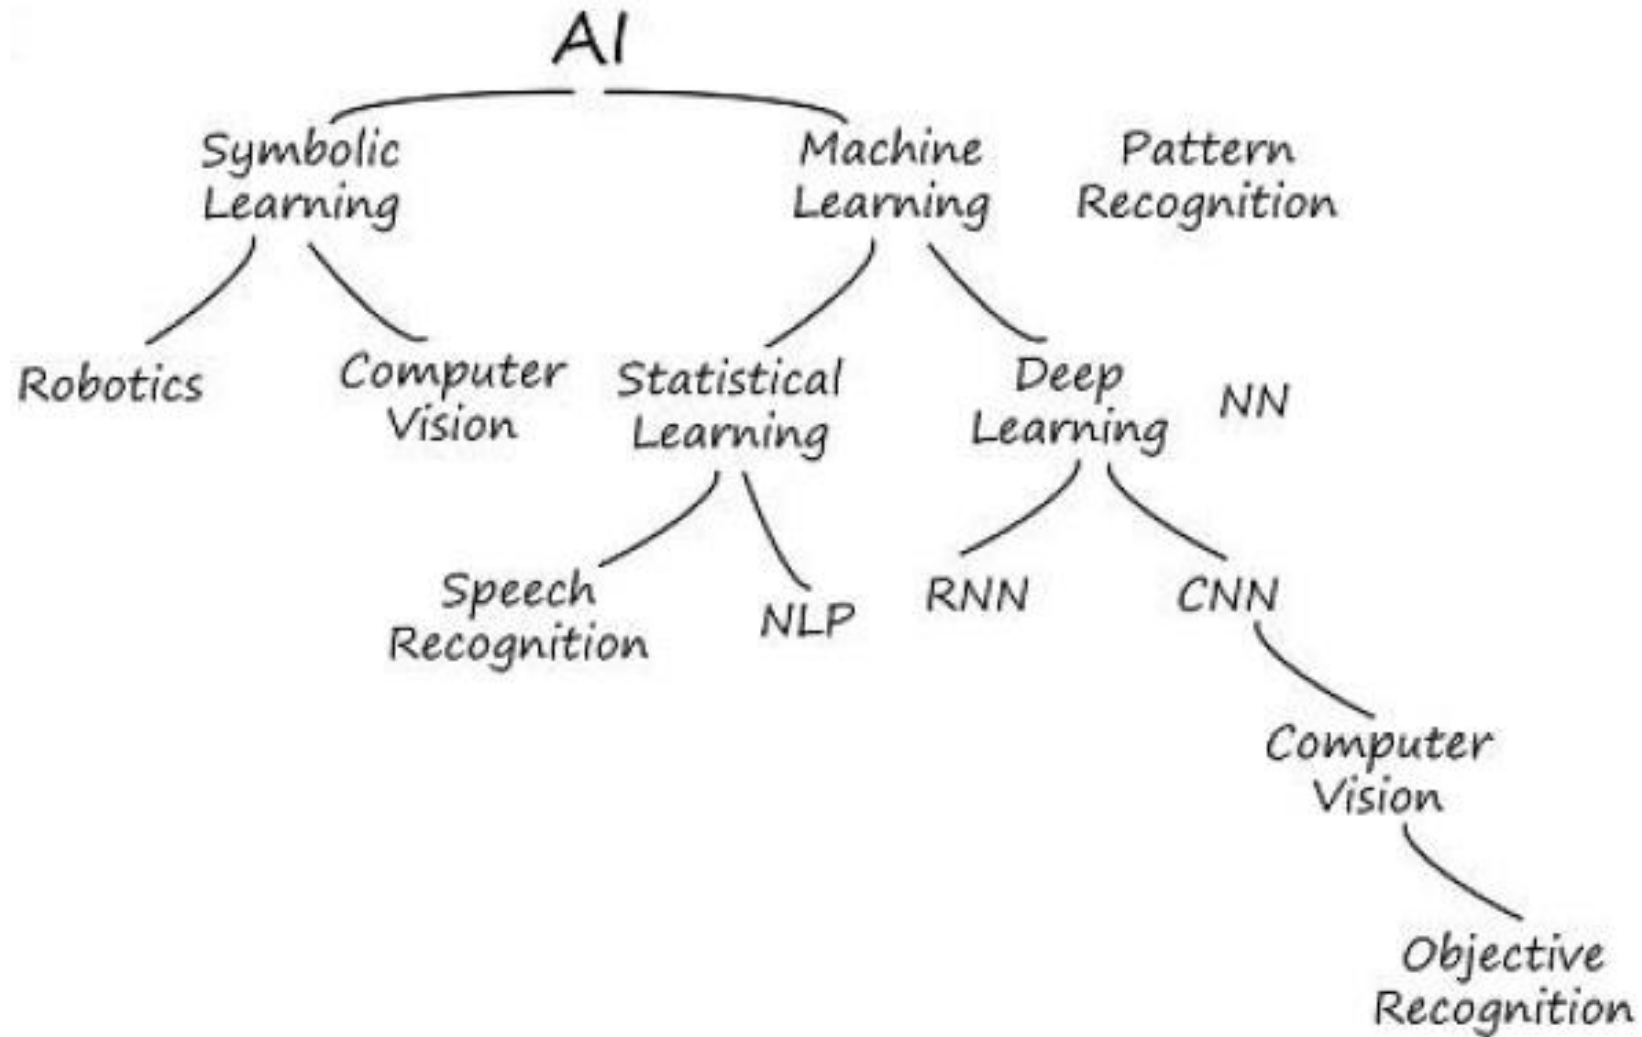 AI
Symbolic
Learning
Machine
Learning
Pattern
Recognition
Robotics
Computer
Vision
Statistical
Learning
Deep
Learning
NN
Speech
Recognition
NLP
RNN
CNN
Computer
Vision
Objective
Recognition